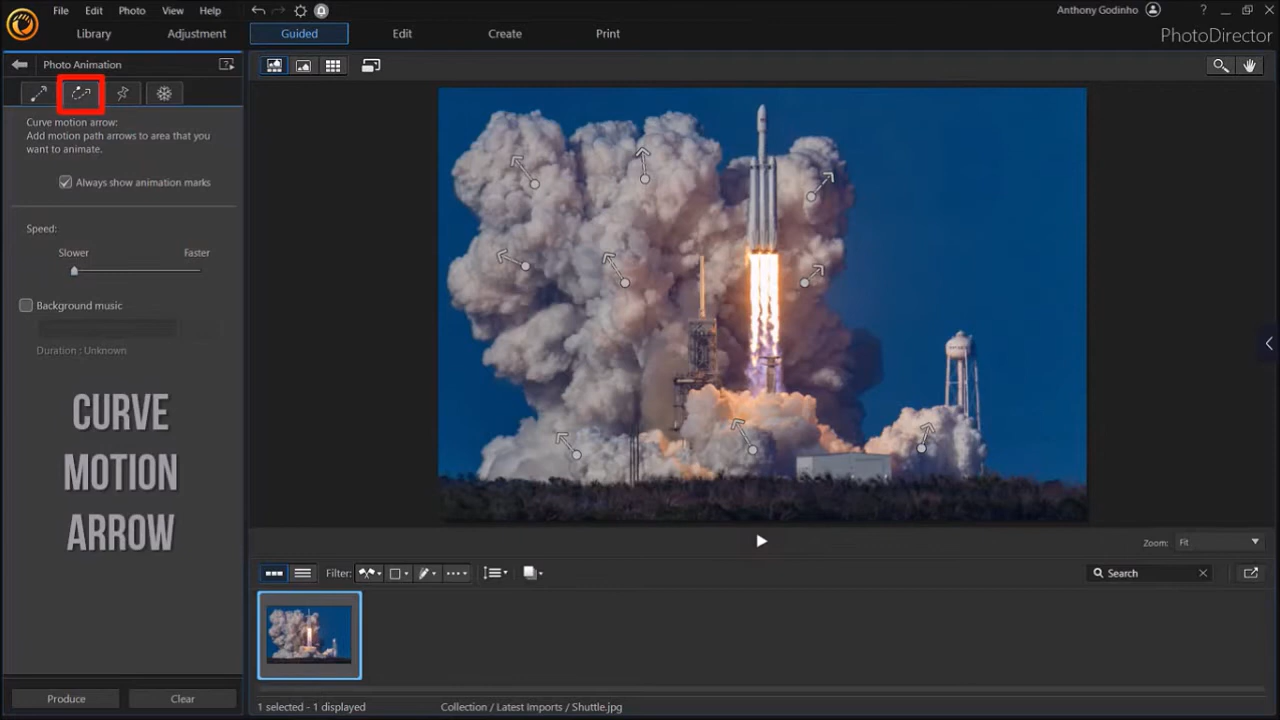 File Edit Photo View Help
Anthony Godinho
?
Library Adjustment Guided Edit Create Print
PhotoDirector
Photo Animation
Curve motion arrow:
Add motion path arrows to area that you
want to animate.
Always show animation marks
Speed:
Slower Faster
Background music
Duration : Unknown
CURVE
MOTION
ARROW
Zoom: Fit
Filter:
Search
Produce Clear
1 selected - 1 displayed Collection / Latest Imports / Shuttle.jpg